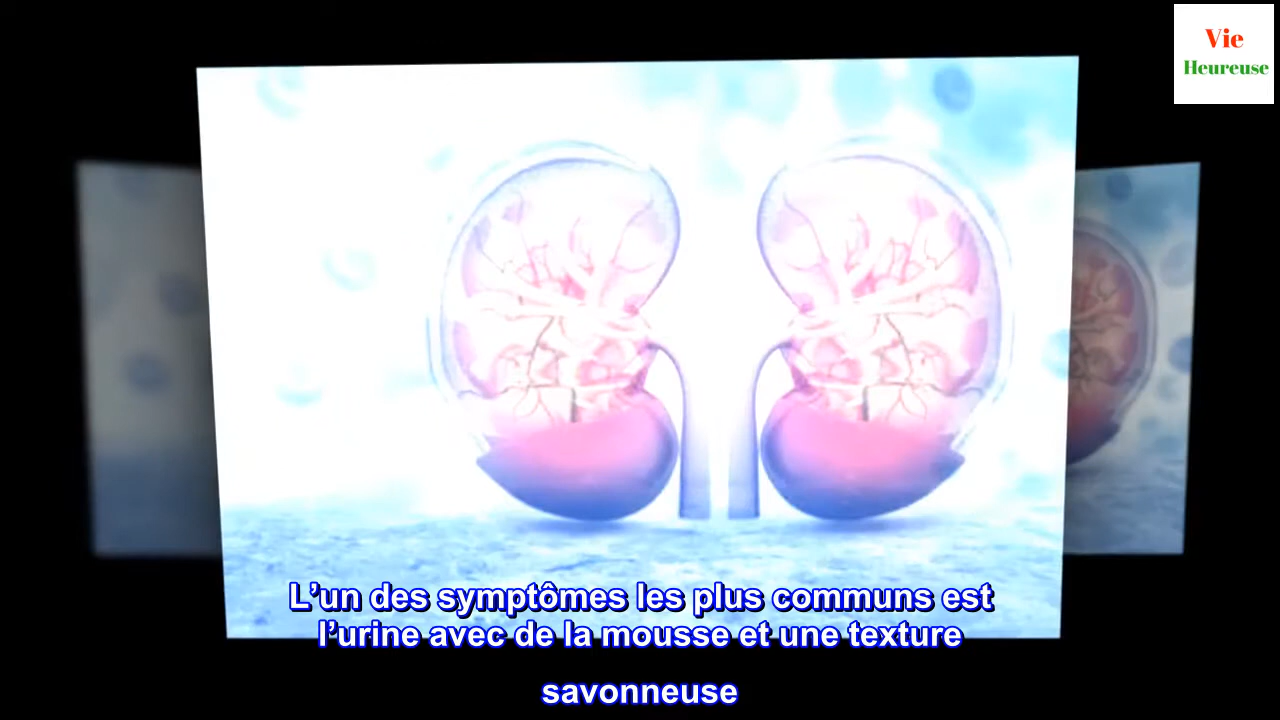 Vie
Heureuse
L’un des symptômes les plus communs est
l’urine avec de la mousse et une texture
savonneuse